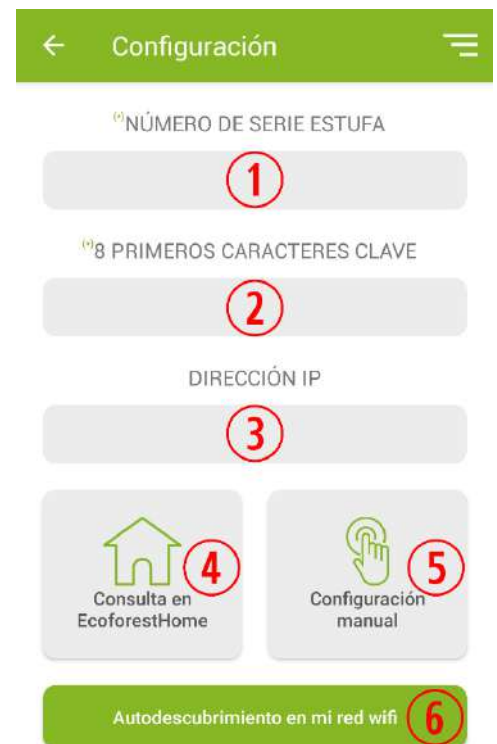 Configuración
(*)NÚMERO DE SERIE ESTUFA
1
(*)8 PRIMEROS CARACTERES CLAVE
2
DIRECCIÓN IP
3
4
Consulta en
EcoforestHome
5
Configuración
manual
Autodescubrimiento en mi red wifi 6